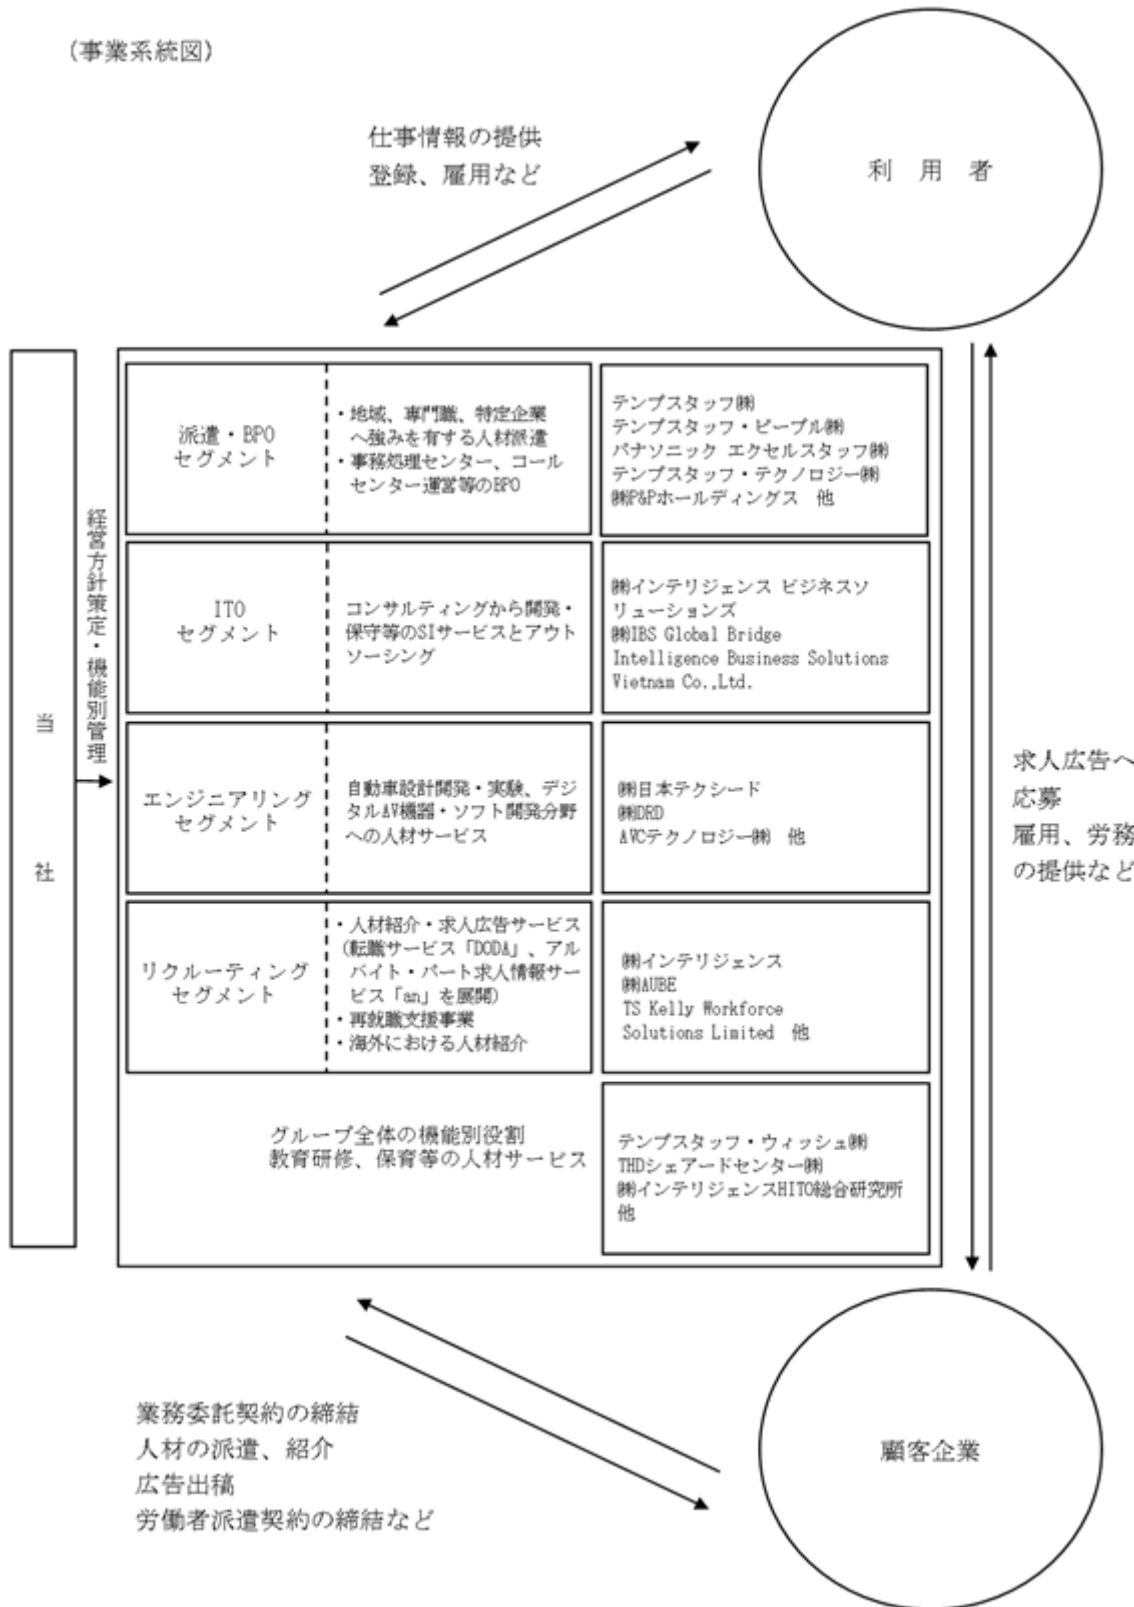 (事業系統図)
仕事情報の提供
登録、雇用など
利 用 者
当 社
経営方針策定・機能別管理
派遣・BPO
セグメント
・地域、専門職、特定企業
へ強みを有する人材派遣
・事務処理センター、コール
センター運営等のBPO
テンプスタッフ㈱
テンプスタッフ・ピープル㈱
パナソニック エクセルスタッフ㈱
テンプスタッフ・テクノロジー㈱
㈱P&Pホールディングス 他
ITO
セグメント
コンサルティングから開発・
保守等のSIサービスとアウト
ソーシング
㈱インテリジェンス ビジネスソ
リューションズ
㈱IBS Global Bridge
Intelligence Business Solutions
Vietnam Co.,Ltd.
エンジニアリング
セグメント
自動車設計開発・実験、デジ
タルAV機器・ソフト開発分野
への人材サービス
㈱日本テクシード
㈱DRD
AVCテクノロジー㈱ 他
リクルーティング
セグメント
・人材紹介・求人広告サービス
(転職サービス「DODA」、アル
バイト・パート求人情報サー
ビス「an」を展開)
・再就職支援事業
・海外における人材紹介
㈱インテリジェンス
㈱AUBE
TS Kelly Workforce
Solutions Limited 他
グループ全体の機能別役割
教育研修、保育等の人材サービス
テンプスタッフ・ウィッシュ㈱
THDシェアードセンター㈱
㈱インテリジェンスHITO総合研究所
他
求人広告へ
応募
雇用、労務
の提供など
業務委託契約の締結
人材の派遣、紹介
広告出稿
労働者派遣契約の締結など
顧客企業